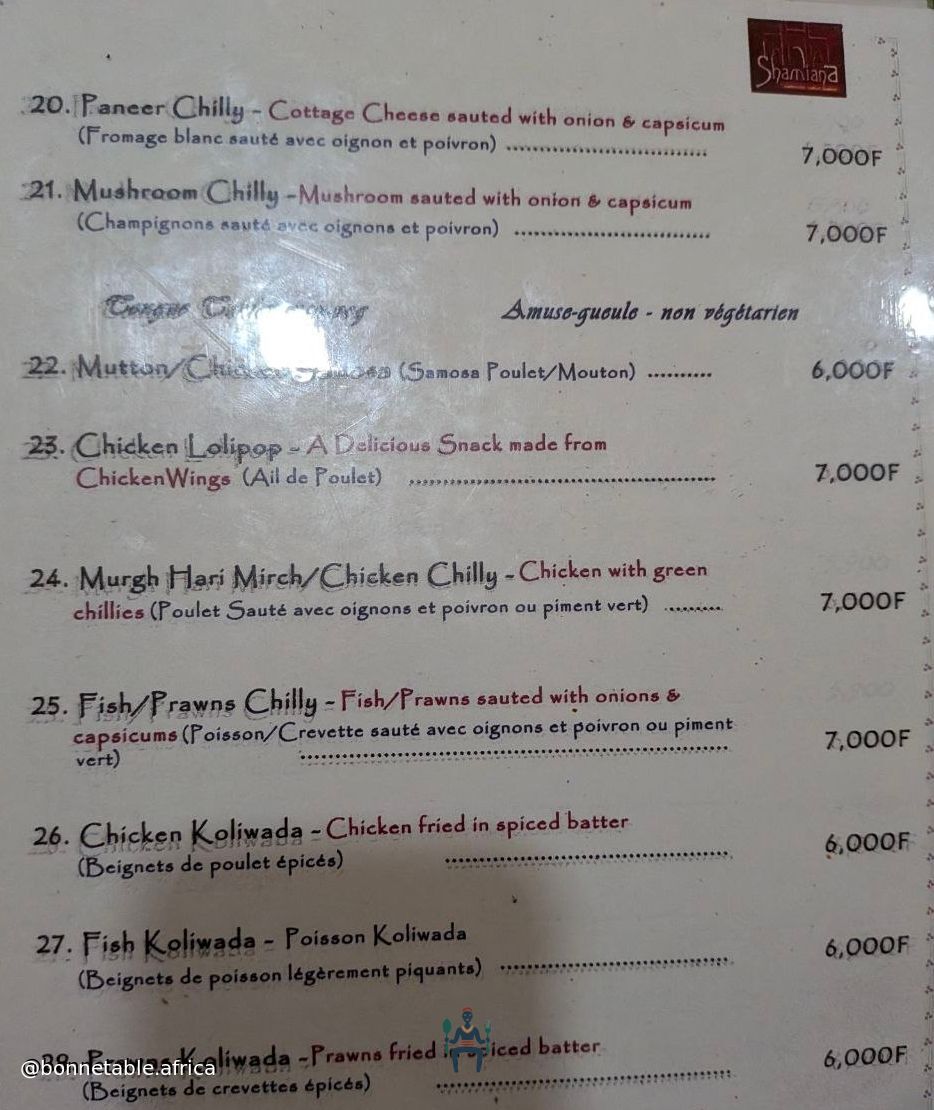 Shamiana
20. Paneer Chilly - Cottage Cheese sauted with onion & capsicum
(Fromage blanc sauté avec oignon et poivron) ........................................ 7,000F
21. Mushroom Chilly -Mushroom sauted with onion & capsicum
(Champignons sauté avec oignons et poivron) ....................................... 7,000F
Amuse-gueule - non végétarien
22. Mutton/Chicken Samosa (Samosa Poulet/Mouton) .......... 6,000F
23. Chicken Lolipop - A Delicious Snack made from
ChickenWings (Ail de Poulet) ................................................ 7,000F
24. Murgh Hari Mirch/Chicken Chilly - Chicken with green
chillies (Poulet Sauté avec oignons et poivron ou piment vert) ......... 7,000F
25. Fish/Prawns Chilly - Fish/Prawns sauted with onions &
capsicums (Poisson/Crevette sauté avec oignons et poivron ou piment
vert) ............................................................ 7,000F
26. Chicken Koliwada - Chicken fried in spiced batter
(Beignets de poulet épicés) ........................................ 6,000F
27. Fish Koliwada - Poisson Koliwada
(Beignets de poisson légèrement piquants) ................................ 6,000F
Prawns Koliwada -Prawns fried in spiced batter
@bonnetable.africa
(Beignets de crevettes épicés) .......................................... 6,000F